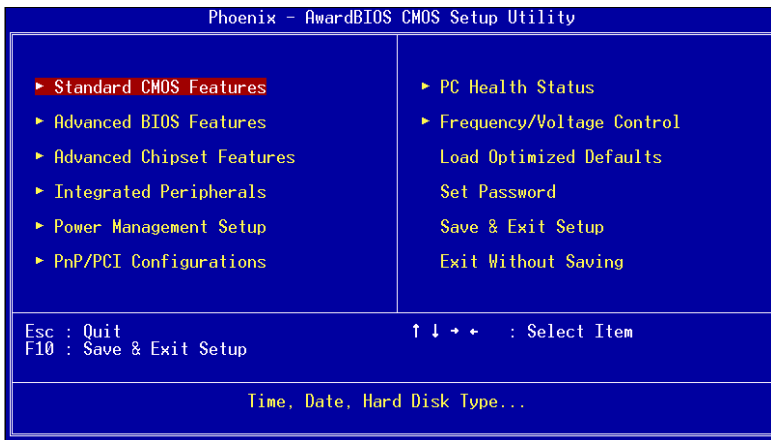 Phoenix - AwardBIOS CMOS Setup Utility
► Standard CMOS Features
► Advanced BIOS Features
► Advanced Chipset Features
► Integrated Peripherals
► Power Management Setup
► PnP/PCI Configurations
► PC Health Status
► Frequency/Voltage Control
Load Optimized Defaults
Set Password
Save & Exit Setup
Exit Without Saving
Esc : Quit
F10 : Save & Exit Setup
↑ ↓ → ← : Select Item
Time, Date, Hard Disk Type...